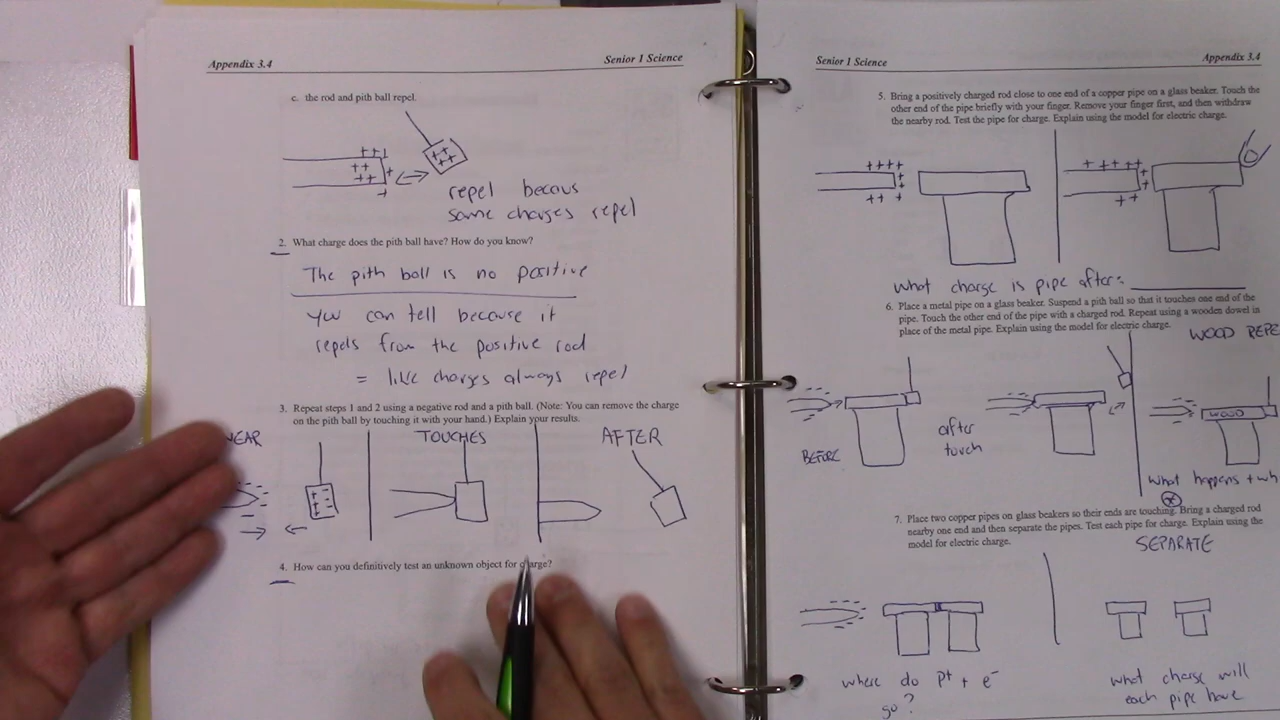 Appendix 3.4
Senior 1 Science
c. the rod and pith ball repel.
repel becaus
same charges repel
2. What charge does the pith ball have? How do you know?
The pith ball is no positive
you can tell because it
repels from the positive rod
= like charges always repel
3. Repeat steps 1 and 2 using a negative rod and a pith ball. (Note: You can remove the charge
on the pith ball by touching it with your hand.) Explain your results.
TOUCHES
AFTER
4. How can you definitively test an unknown object for charge?
Senior 1 Science
Appendix 3.4
5. Bring a positively charged rod close to one end of a copper pipe on a glass beaker. Touch the
other end of the pipe briefly with your finger. Remove your finger first, and then withdraw
the nearby rod. Test the pipe for charge. Explain using the model for electric charge.
what charge is pipe after:
6. Place a metal pipe on a glass beaker. Suspend a pith ball so that it touches one end of the
pipe. Touch the other end of the pipe with a charged rod. Repeat using a wooden dowel in
place of the metal pipe. Explain using the model for electric charge.
WOOD
BEFORE
after
touch
WOOD
what happens +
7. Place two copper pipes on glass beakers so their ends are touching. Bring a charged rod
nearby one end and then separate the pipes. Test each pipe for charge. Explain using the
model for electric charge.
SEPARATE
where do p+ + e-
go?
what charge will
each pipe have